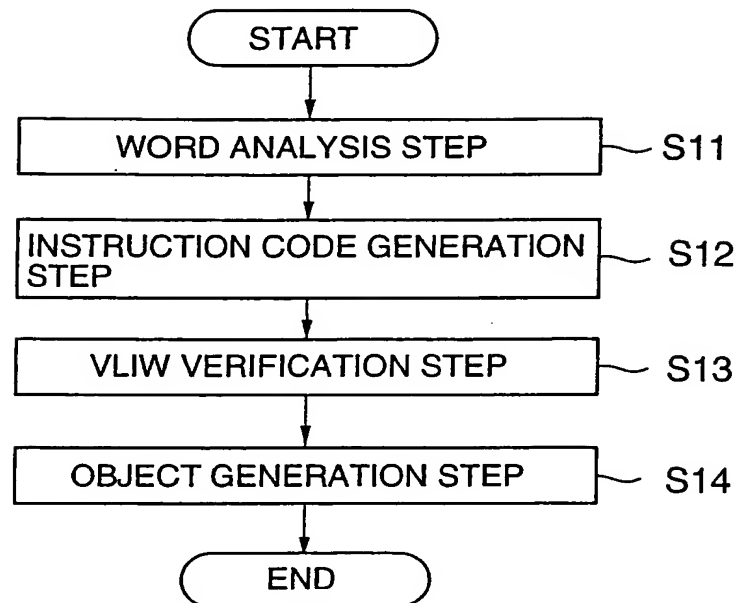 START
WORD ANALYSIS STEP
S11
INSTRUCTION CODE GENERATION
STEP
S12
VLIW VERIFICATION STEP
S13
OBJECT GENERATION STEP
S14
END